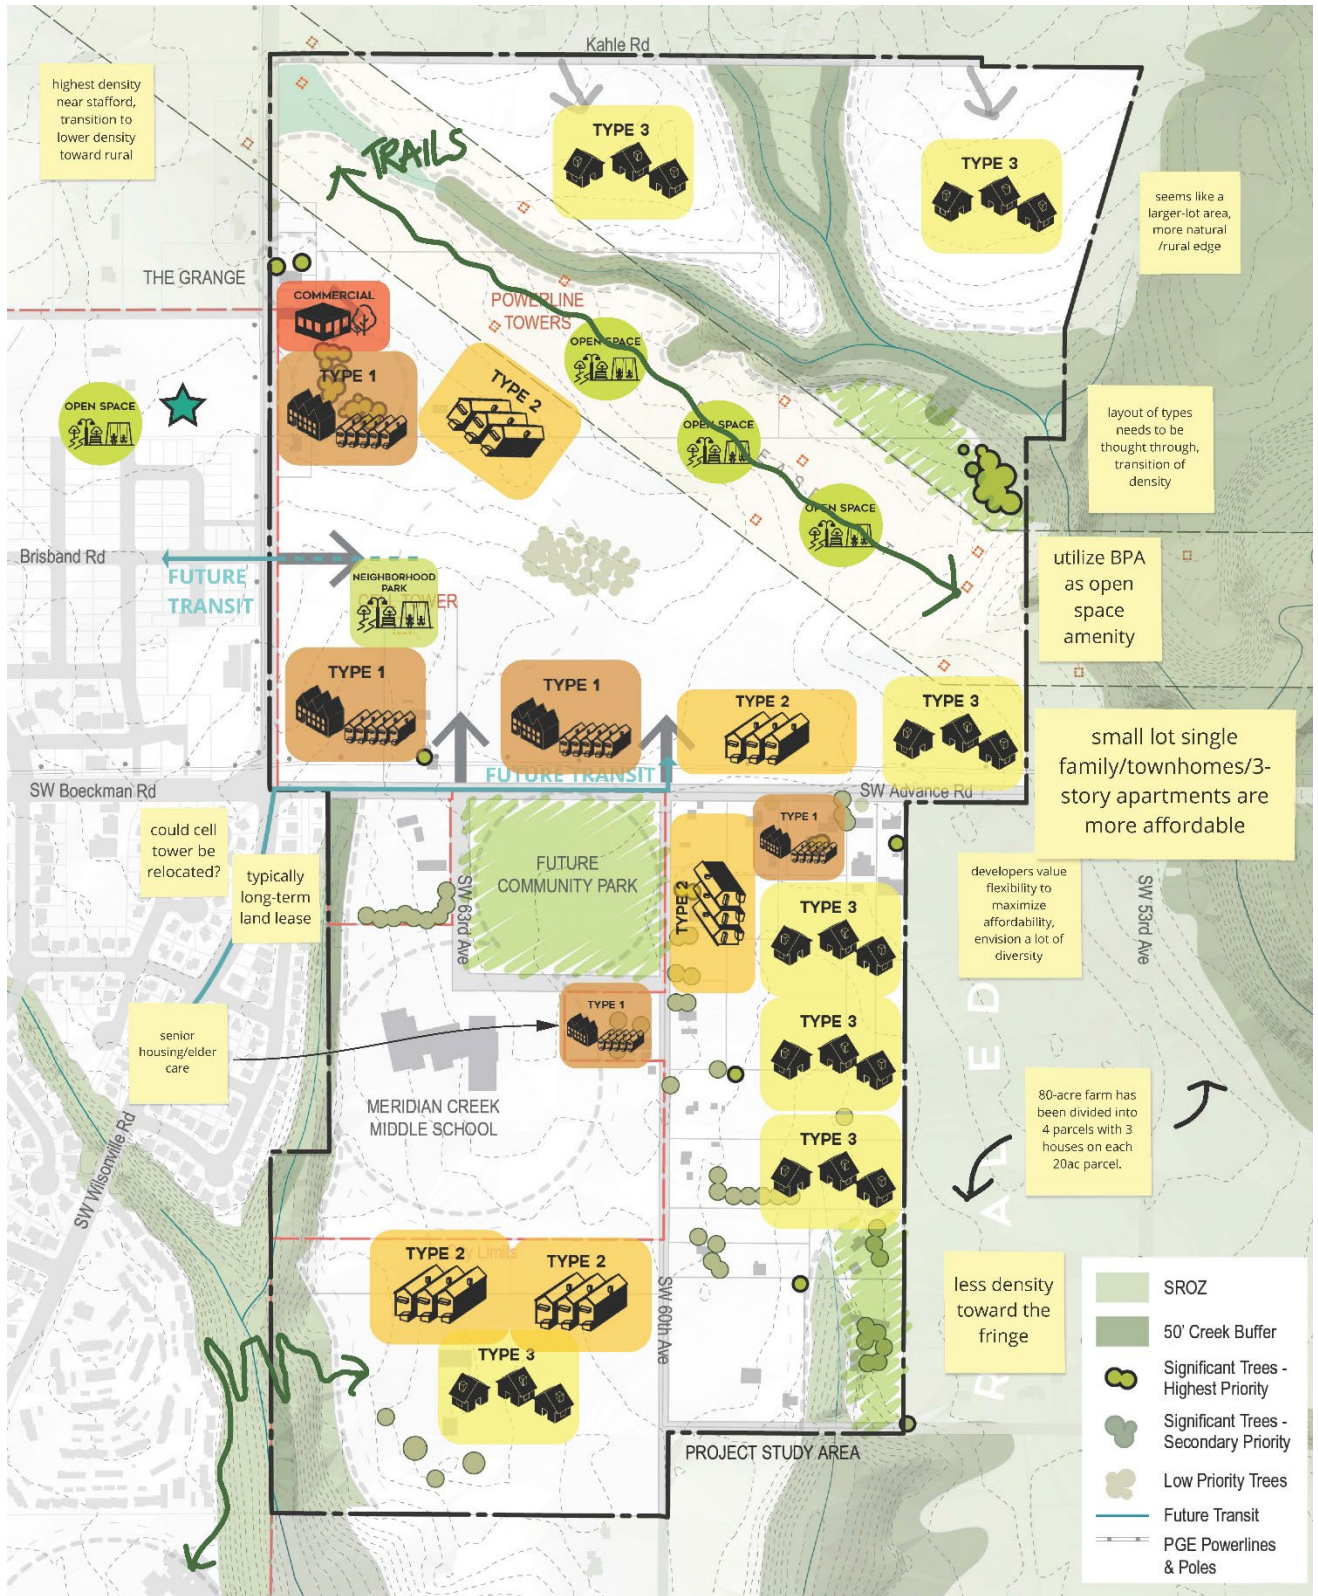 Kahle Rd
highest density
near stafford,
transition to
lower density
toward rural
TRAILS
TYPE 3
TYPE 3
seems like a
larger-lot area,
more natural
/rural edge
THE GRANGE
COMMERCIAL
POWERLINE
TOWERS
OPEN SPACE
TYPE 1
TYPE 2
OPEN SPACE
OPEN SPACE
layout of types
needs to be
thought through,
transition of
density
OPEN SPACE
Brisband Rd
FUTURE
TRANSIT
NEIGHBORHOOD
PARK
TOWER
utilize BPA
as open
space
amenity
TYPE 1
TYPE 1
TYPE 2
TYPE 3
small lot single
family/townhomes/3-
story apartments are
more affordable
FUTURE TRANSIT
SW Boeckman Rd
SW Advance Rd
could cell
tower be
relocated?
typically
long-term
land lease
FUTURE
COMMUNITY PARK
SW 63rd Ave
TYPE 1
TYPE 2
TYPE 3
developers value
flexibility to
maximize
affordability,
envision a lot of
diversity
SW 53rd Ave
TYPE 1
TYPE 3
senior
housing/elder
care
MERIDIAN CREEK
MIDDLE SCHOOL
80-acre farm has
been divided into
4 parcels with 3
houses on each
20ac parcel.
TYPE 3
SW Wilsonville Rd
TYPE 2
City Limits
TYPE 2
SW 60th Ave
TYPE 3
less density
toward the
fringe
PROJECT STUDY AREA
SROZ
50' Creek Buffer
Significant Trees -
Highest Priority
Significant Trees -
Secondary Priority
Low Priority Trees
Future Transit
PGE Powerlines
& Poles